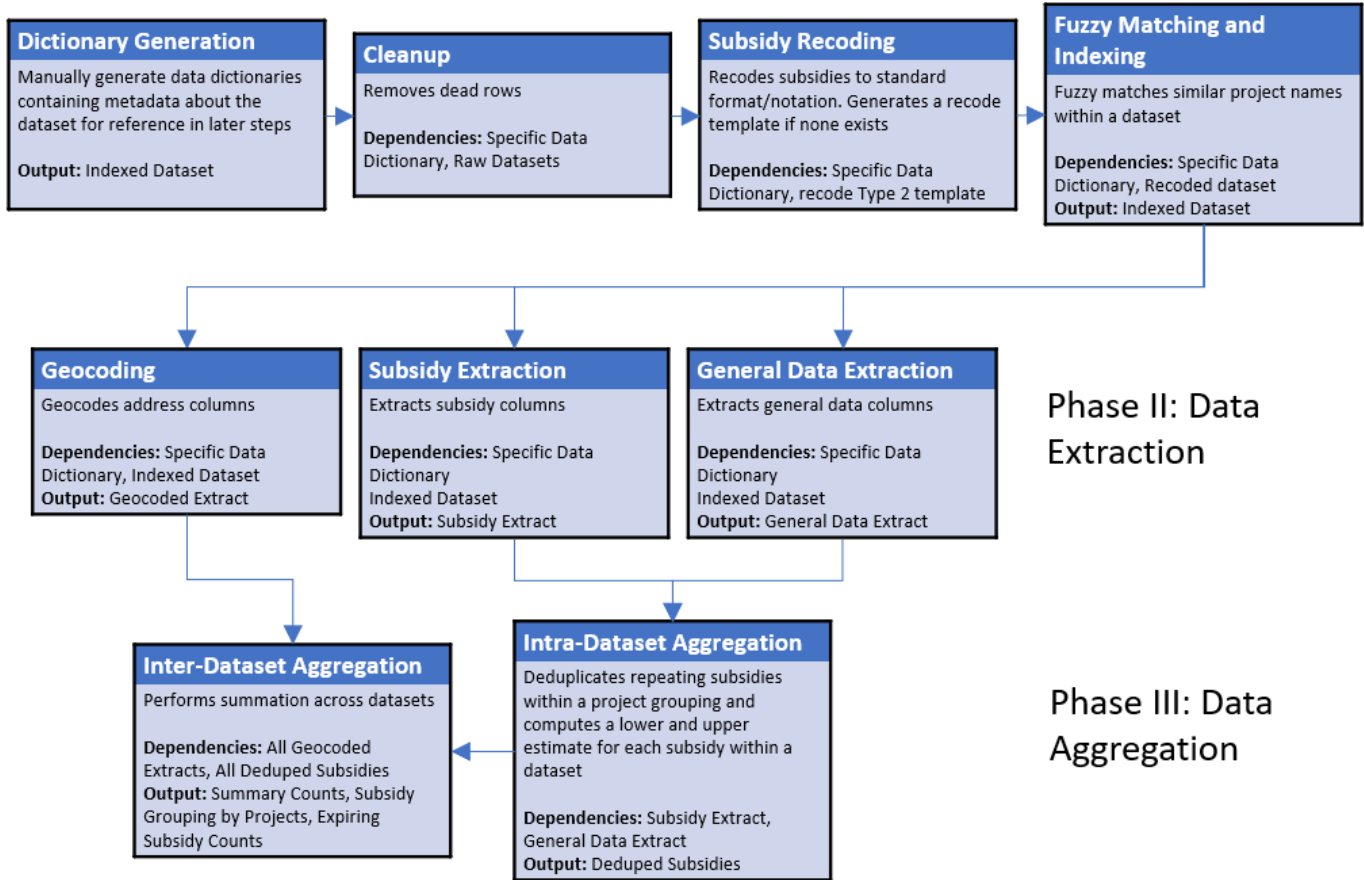 Dictionary Generation
Manually generate data dictionaries
containing metadata about the
dataset for reference in later steps
Output: Indexed Dataset
Cleanup
Removes dead rows
Dependencies: Specific Data
Dictionary, Raw Datasets
Subsidy Recoding
Recodes subsidies to standard
format/notation. Generates a recode
template if none exists
Dependencies: Specific Data
Dictionary, recode Type 2 template
Fuzzy Matching and
Indexing
Fuzzy matches similar project names
within a dataset
Dependencies: Specific Data
Dictionary, Recoded dataset
Output: Indexed Dataset
Geocoding
Geocodes address columns
Dependencies: Specific Data
Dictionary, Indexed Dataset
Output: Geocoded Extract
Subsidy Extraction
Extracts subsidy columns
Dependencies: Specific Data
Dictionary
Indexed Dataset
Output: Subsidy Extract
General Data Extraction
Extracts general data columns
Dependencies: Specific Data
Dictionary
Indexed Dataset
Output: General Data Extract
Phase II: Data
Extraction
Inter-Dataset Aggregation
Performs summation across datasets
Dependencies: All Geocoded
Extracts, All Deduped Subsidies
Output: Summary Counts, Subsidy
Grouping by Projects, Expiring
Subsidy Counts
Intra-Dataset Aggregation
Deduplicates repeating subsidies
within a project grouping and
computes a lower and upper
estimate for each subsidy within a
dataset
Dependencies: Subsidy Extract,
General Data Extract
Output: Deduped Subsidies
Phase III: Data
Aggregation